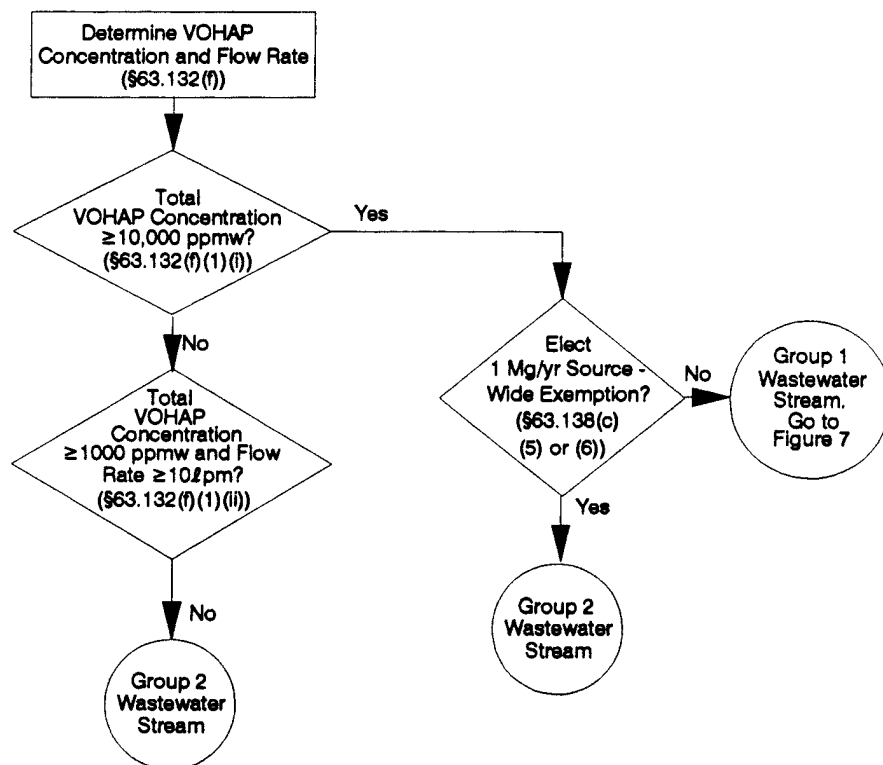 Determine VOHAP
Concentration and Flow Rate
(§63.132(f))
Total
VOHAP Concentration
≥10,000 ppmw?
(§63.132(f)(1)(i))
Yes
No
Elect
1 Mg/yr Source -
Wide Exemption?
(§63.138(c)
(5) or (6))
No
Group 1
Wastewater
Stream.
Go to
Figure 7
Total
VOHAP
Concentration
≥1000 ppmw and Flow
Rate ≥10ℓpm?
(§63.132(f)(1)(ii))
Yes
Group 2
Wastewater
Stream
No
Group 2
Wastewater
Stream